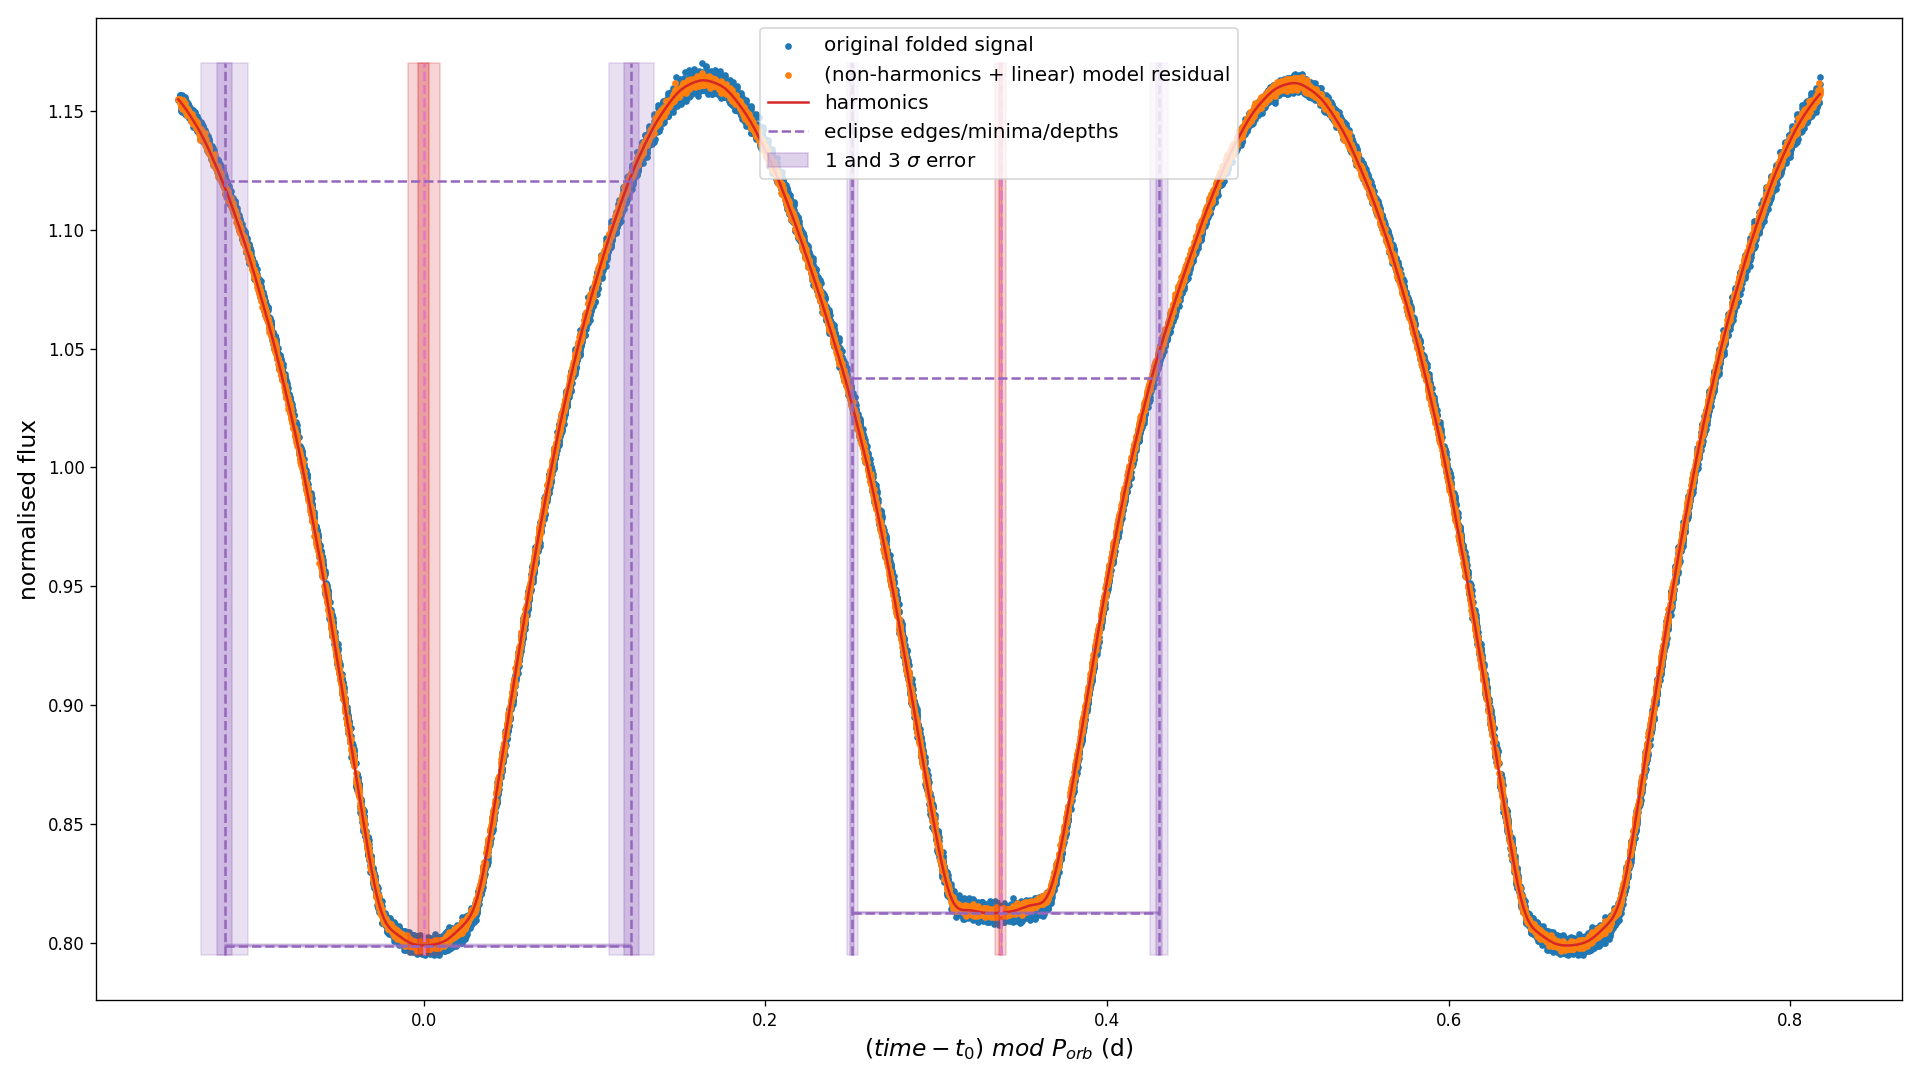 original folded signal
(non-harmonics + linear) model residual
harmonics
eclipse edges/minima/depths
1 and 3 σ error
normalised flux
1.15
1.10
1.05
1.00
0.95
0.90
0.85
0.80
0.0 0.2 0.4 0.6 0.8
(time − t₀) mod Pₒᵣb (d)